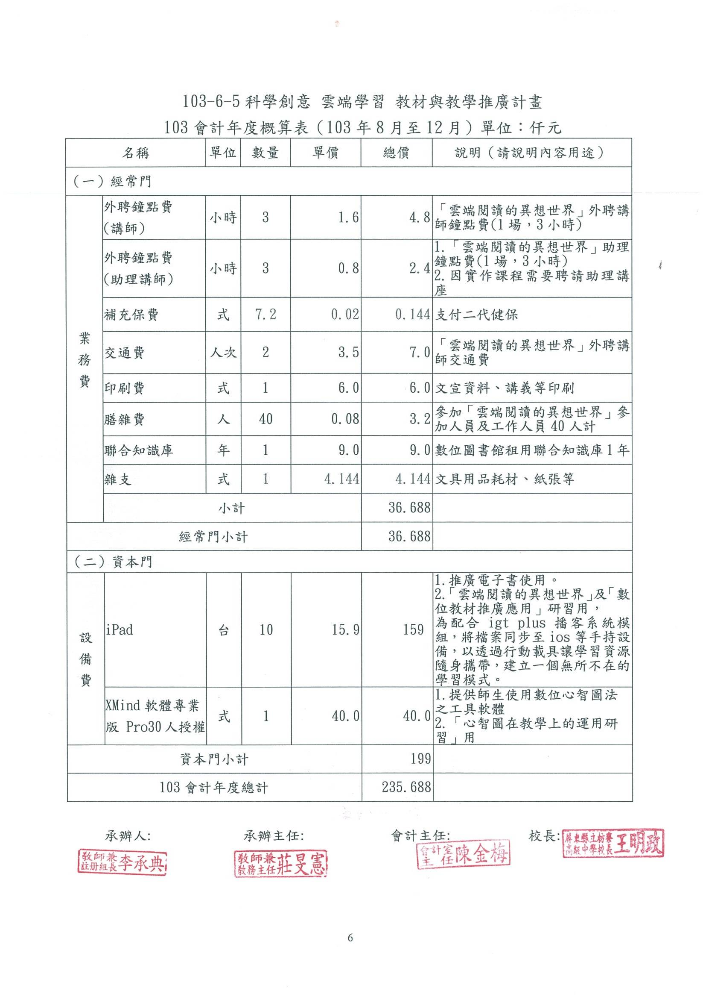 103-6-5 科學創意 雲端學習 教材與教學推廣計畫
103 會計年度概算表（103 年 8 月至 12 月）單位：仟元
名稱 單位 數量 單價 總價 說明（請說明內容用途）
（一）經常門
業務費
外聘鐘點費
(講師)
小時 3 1.6 4.8
「雲端閱讀的異想世界」外聘講
師鐘點費(1 場，3 小時)
外聘鐘點費
(助理講師)
小時 3 0.8 2.4
1.「雲端閱讀的異想世界」助理
鐘點費(1 場，3 小時)
2. 因實作課程需要聘請助理講
座
補充保費 式 7.2 0.02 0.144 支付二代健保
交通費 人次 2 3.5 7.0
「雲端閱讀的異想世界」外聘講
師交通費
印刷費 式 1 6.0 6.0 文宣資料、講義等印刷
膳雜費 人 40 0.08 3.2
參加「雲端閱讀的異想世界」參
加人員及工作人員 40 人計
聯合知識庫 年 1 9.0 9.0 數位圖書館租用聯合知識庫 1 年
雜支 式 1 4.144 4.144 文具用品耗材、紙張等
小計 36.688
經常門小計 36.688
（二）資本門
設備費
iPad 台 10 15.9 159
1.推廣電子書使用。
2.「雲端閱讀的異想世界」及「數
位教材推廣應用」研習用，
為配合 igt plus 播客系統模
組，將檔案同步至 ios 等手持設
備，以透過行動載具讓學習資源
隨身攜帶，建立一個無所不在的
學習模式。
XMind 軟體專業
版 Pro30 人授權
式 1 40.0 40.0
1.提供師生使用數位心智圖法
之工具軟體
2.「心智圖在教學上的運用研
習」用
資本門小計 199
103 會計年度總計 235.688
承辦人: 承辦主任: 會計主任: 校長:
教師兼
註冊組長 李承典
教師兼
教務主任 莊旻憲
會計室
主任 陳金梅
屏東縣立枋寮
高級中學校長 王明政
6